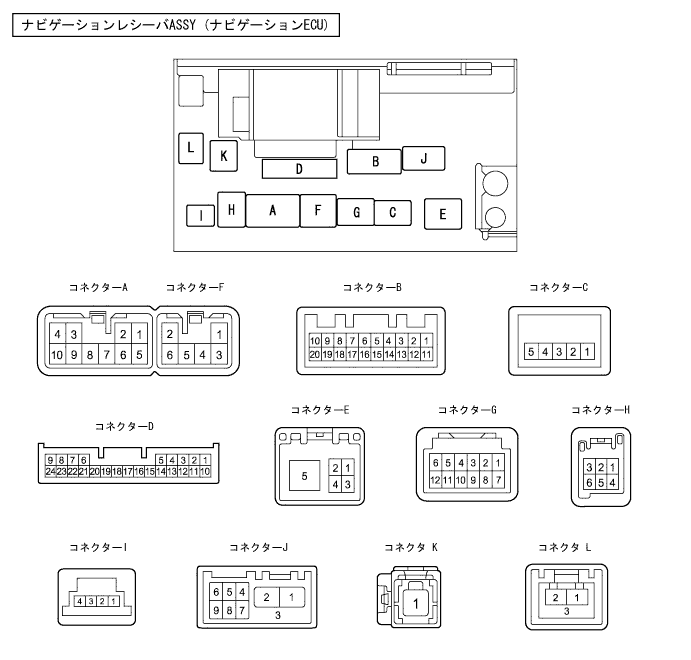 ナビゲーションレシーバASSY (ナビゲーションECU)
L K D B J
I H A F G C E
コネクターA コネクターF コネクターB コネクターC
4 3 2 1 2 1
10 9 8 7 6 5 6 5 4 3
10 9 8 7 6 5 4 3 2 1
20 19 18 17 16 15 14 13 12 11
5 4 3 2 1
コネクターD コネクターE コネクターG コネクターH
9 8 7 6 5 4 3 2 1
24 23 22 21 20 19 18 17 16 15 14 13 12 11 10
5 2 1
4 3
6 5 4 3 2 1
12 11 10 9 8 7
3 2 1
6 5 4
コネクターI コネクターJ コネクタ K コネクタ L
4 3 2 1
6 5 4 2 1
9 8 7 3
1
2 1
3